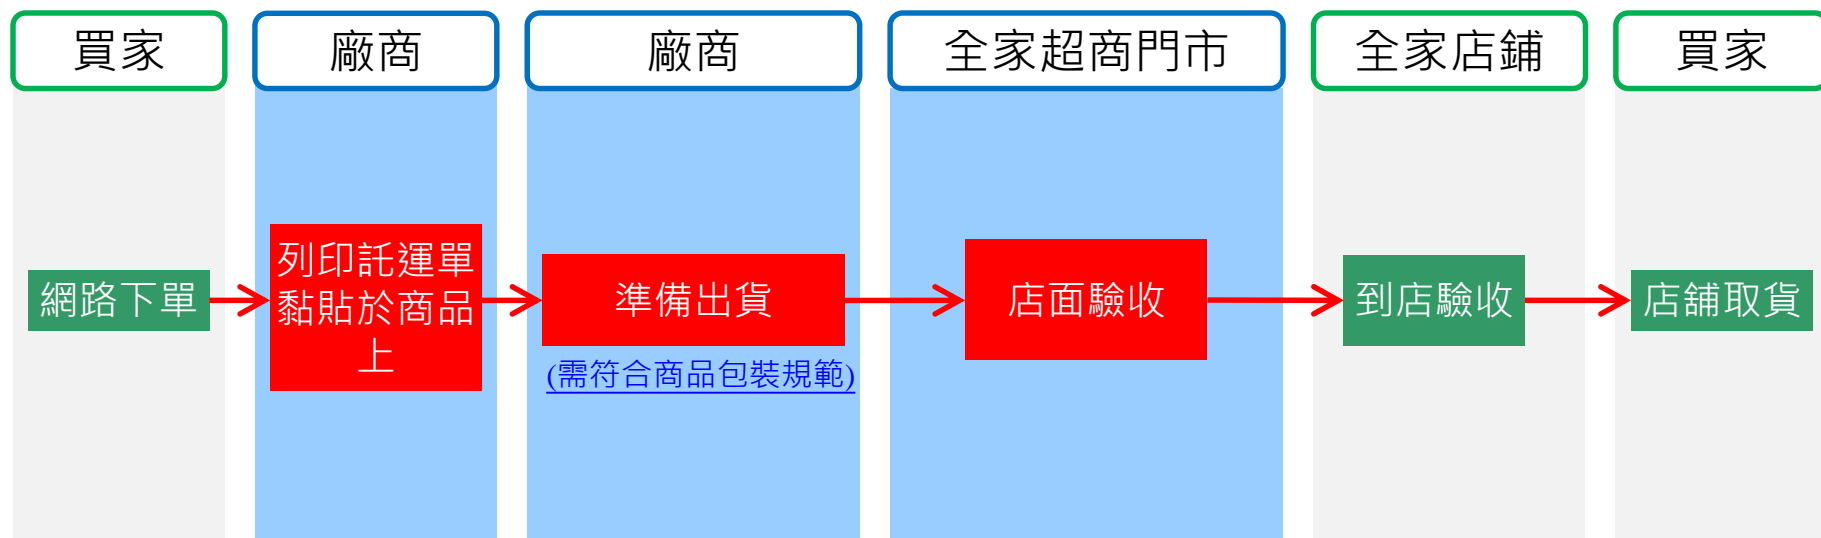 買家
廠商
廠商
全家超商門市
全家店鋪
買家
網路下單
列印託運單
黏貼於商品
上
準備出貨
(需符合商品包裝規範)
店面驗收
到店驗收
店舖取貨